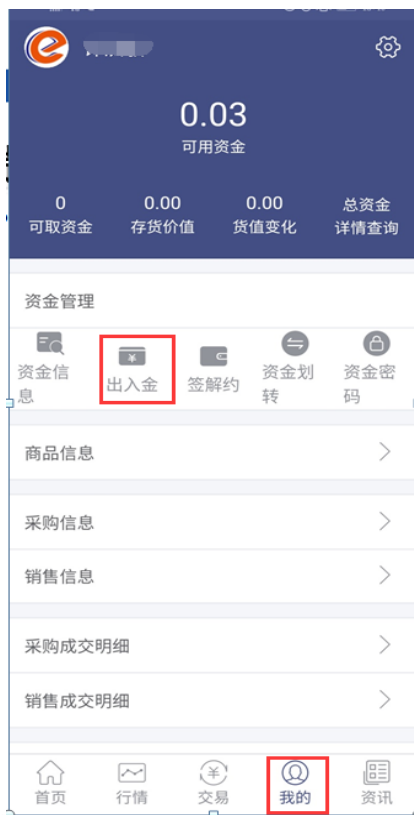 0.03
可用资金
0 0.00 0.00 总资金
可取资金 存货价值 货值变化 详情查询
资金管理
资金信息 出入金 签解约 资金划转 资金密码
商品信息
采购信息
销售信息
采购成交明细
销售成交明细
首页 行情 交易 我的 资讯